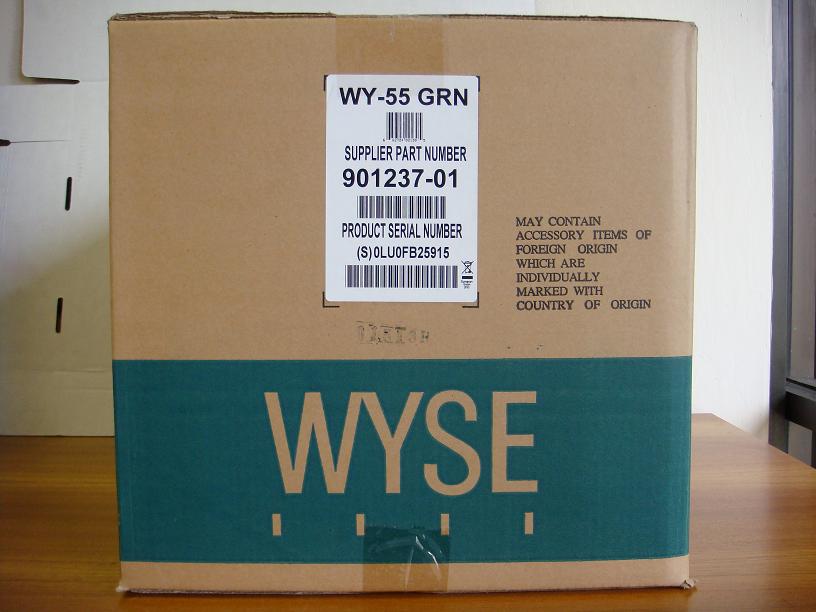 WY-55 GRN
SUPPLIER PART NUMBER
901237-01
PRODUCT SERIAL NUMBER
(S)0LU0FB25915
MAY CONTAIN
ACCESSORY ITEMS OF
FOREIGN ORIGIN
WHICH ARE
INDIVIDUALLY
MARKED WITH
COUNTRY OF ORIGIN
WYSE